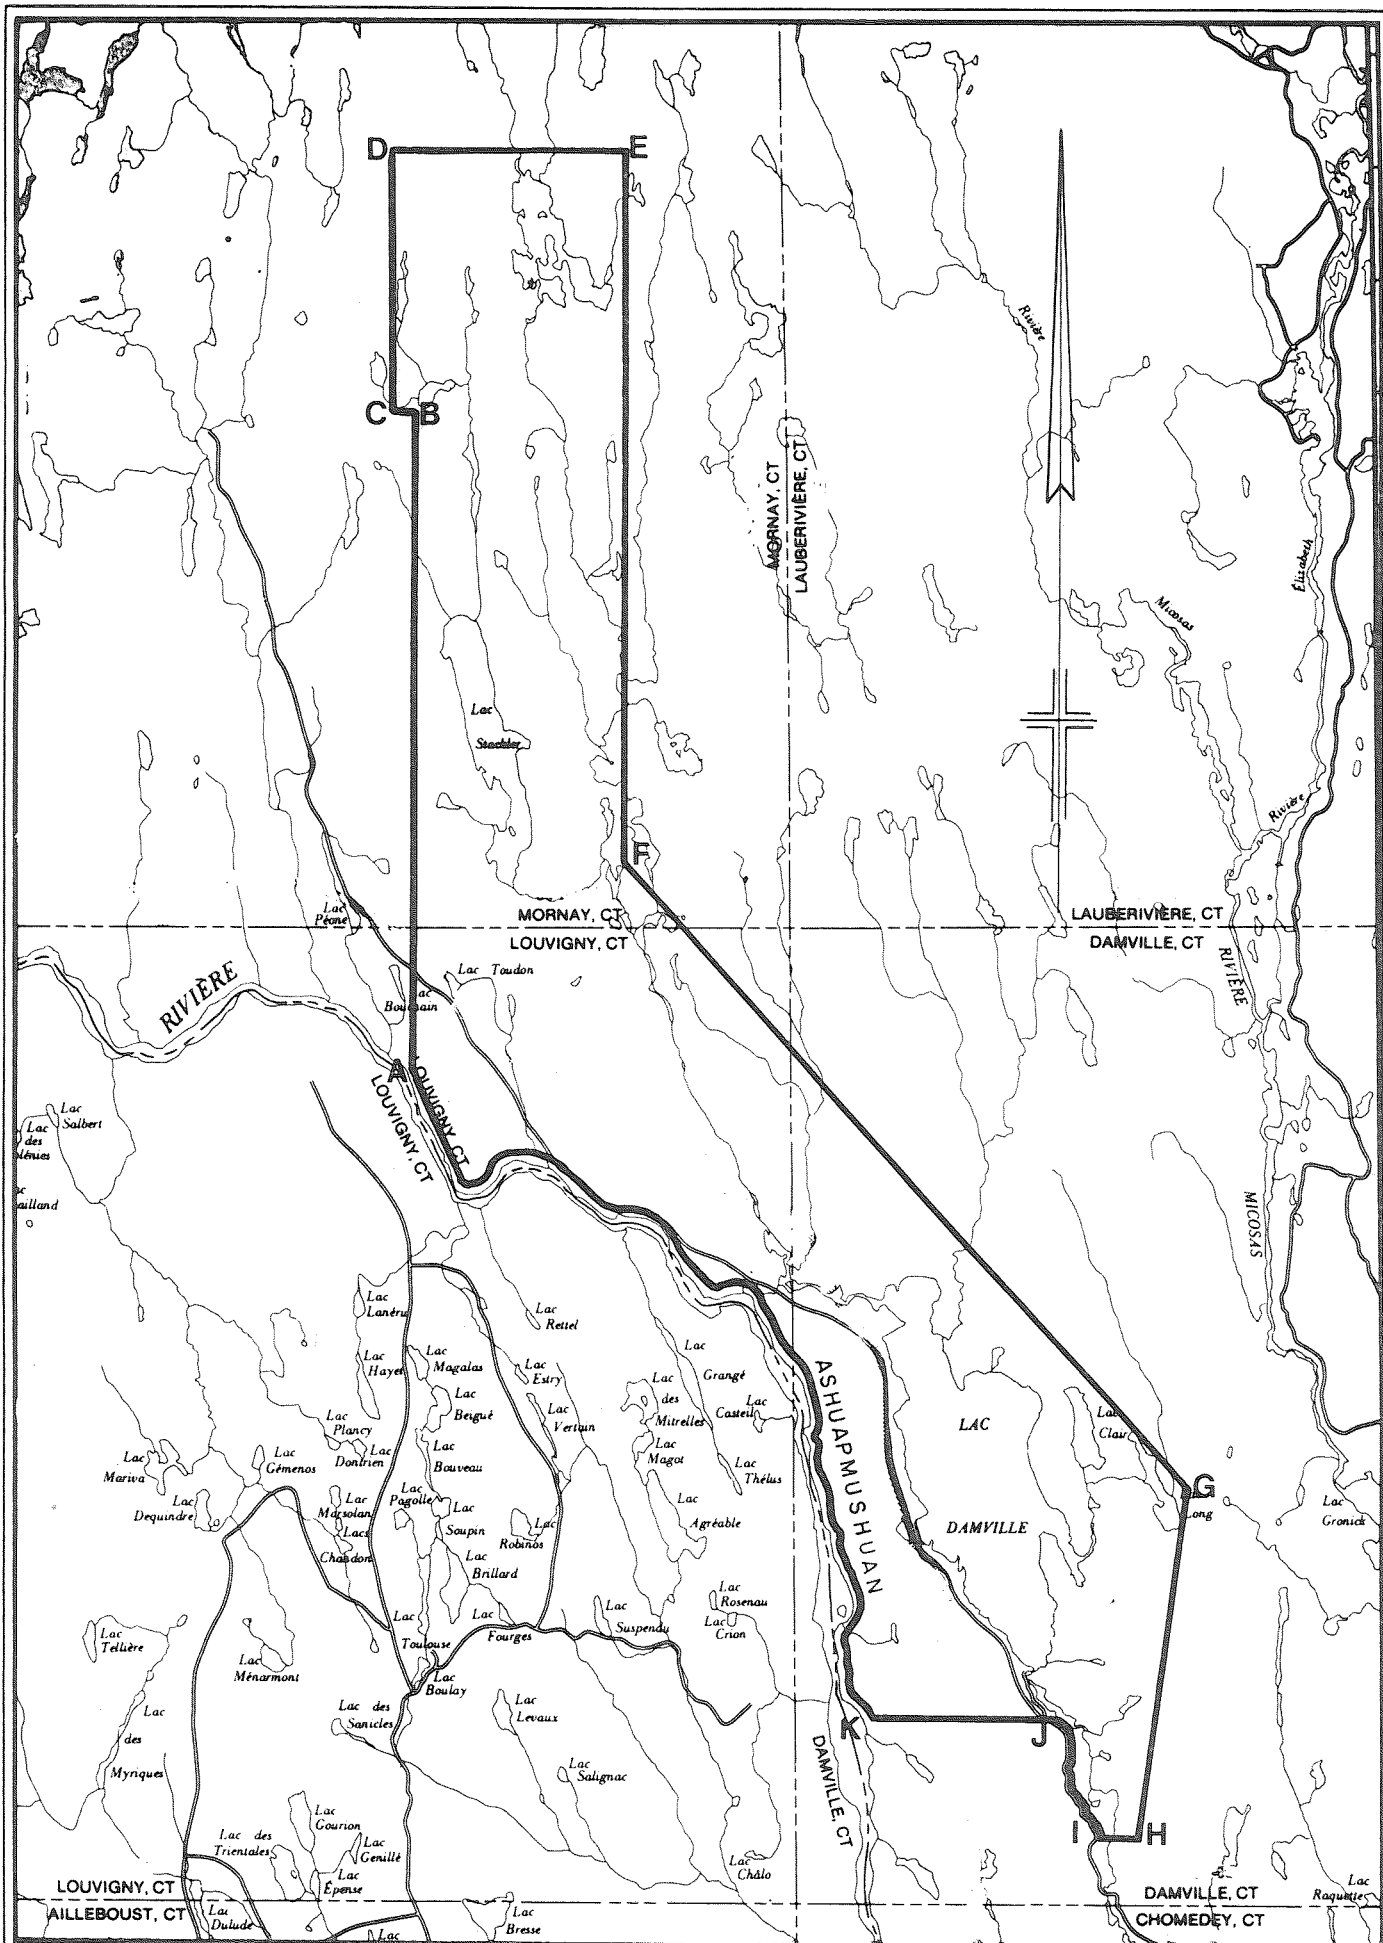 D
E
Rivière
C
B
MORNAY, CT
LAUBERIVIÈRE, CT
Élizabeth
Micosas
Lac
Rivière
F
Lac
Péone
MORNAY, CT
LOUVIGNY, CT
LAUBERIVIÈRE, CT
DAMVILLE, CT
RIVIÈRE
Lac Toudon
RIVIÈRE
A
LOUVIGNY, CT
LOUVIGNY, CT
Lac
Salbert
Lac
des
MICOSAS
Lac
Lanéru
Lac
Rettel
Lac
Hayet
Lac
Magalas
Lac
Estry
Lac
Grangé
Lac
des
Mitrelles
Lac
Casteil
Lac
Beigué
Lac
Vertain
ASHUAPMUSHUAN
LAC
DAMVILLE
Lac
Clair
Lac
Plancy
Lac
Dontrien
Lac
Bouveau
Lac
Magot
Lac
Thélus
Lac
Mariva
Lac
Gémenos
Lac
Dequindre
Lac
Marsolan
Lacs
Chandon
Lac
Pagolle
Lac
Soupin
Lac
Robinos
Lac
Agréable
G
Long
Lac
Gronick
Lac
Brillard
Lac
Rosenau
Lac
Crion
Lac
Tellière
Lac
Ménarmont
Lac
Toulouse
Lac
Fourges
Lac
Suspendu
Lac
Boulay
Lac des
Sanicles
Lac
Levaux
Lac
des
Myriques
K
J
Lac
Salignac
DAMVILLE, CT
I
H
Lac
Gourion
Lac des
Trientales
Lac
Genillé
Lac
Épense
Lac
Châlo
LOUVIGNY, CT
AILLEBOUST, CT
Lac
Dulude
Lac
Lac
Bresse
DAMVILLE, CT
CHOMEDEY, CT
Lac
Raquette